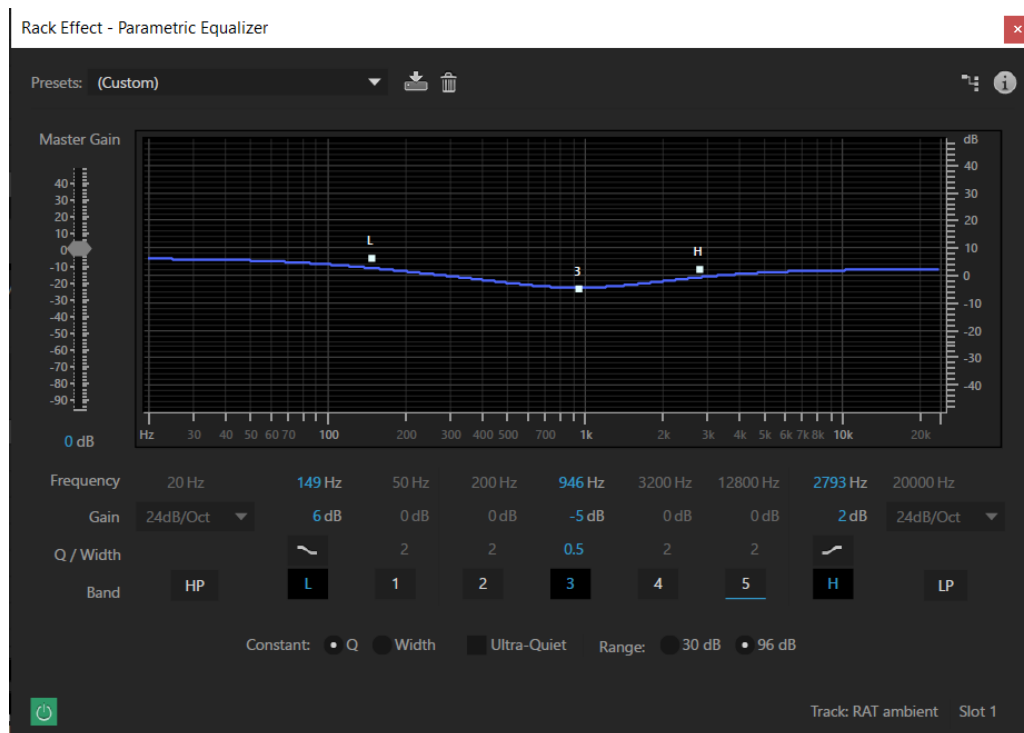 Rack Effect - Parametric Equalizer
Presets: (Custom)
Master Gain
dB
40
30
20
10
0
-10
-20
-30
-40
-50
-60
-70
-80
-90
0 dB
L
3
H
40
30
20
10
0
-10
-20
-30
-40
Hz 30 40 50 60 70 100 200 300 400 500 700 1k 2k 3k 4k 5k 6k 7k 8k 10k 20k
Frequency 20 Hz 149 Hz 50 Hz 200 Hz 946 Hz 3200 Hz 12800 Hz 2793 Hz 20000 Hz
Gain 24dB/Oct 6 dB 0 dB 0 dB -5 dB 0 dB 0 dB 2 dB 24dB/Oct
Q / Width 2 2 0.5 2 2
Band HP L 1 2 3 4 5 H LP
Constant: Q Width Ultra-Quiet Range: 30 dB 96 dB
Track: RAT ambient Slot 1